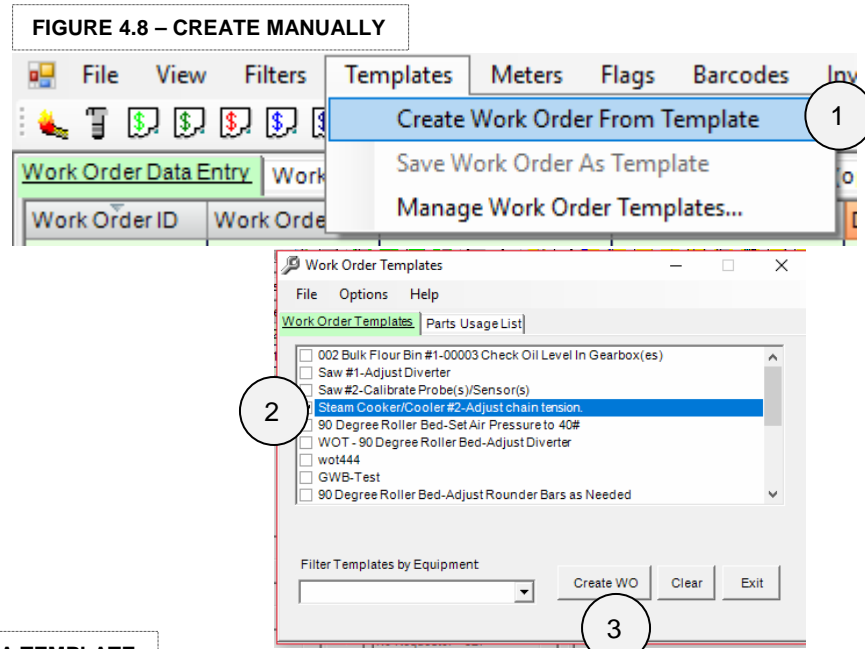 FIGURE 4.8 – CREATE MANUALLY
File View Filters Templates Meters Flags Barcodes Inv
Create Work Order From Template 1
Save Work Order As Template
Manage Work Order Templates...
Work Order Data Entry Work
Work Order ID Work Orde
Work Order Templates
File Options Help
Work Order Templates Parts Usage List
002 Bulk Flour Bin #1-00003 Check Oil Level In Gearbox(es)
Saw #1-Adjust Diverter
Saw #2-Calibrate Probe(s)/Sensor(s)
2 Steam Cooker/Cooler #2-Adjust chain tension.
90 Degree Roller Bed-Set Air Pressure to 40#
WOT - 90 Degree Roller Bed-Adjust Diverter
wot444
GWB-Test
90 Degree Roller Bed-Adjust Rounder Bars as Needed
Filter Templates by Equipment
Create WO Clear Exit
3
A TEMPLATE